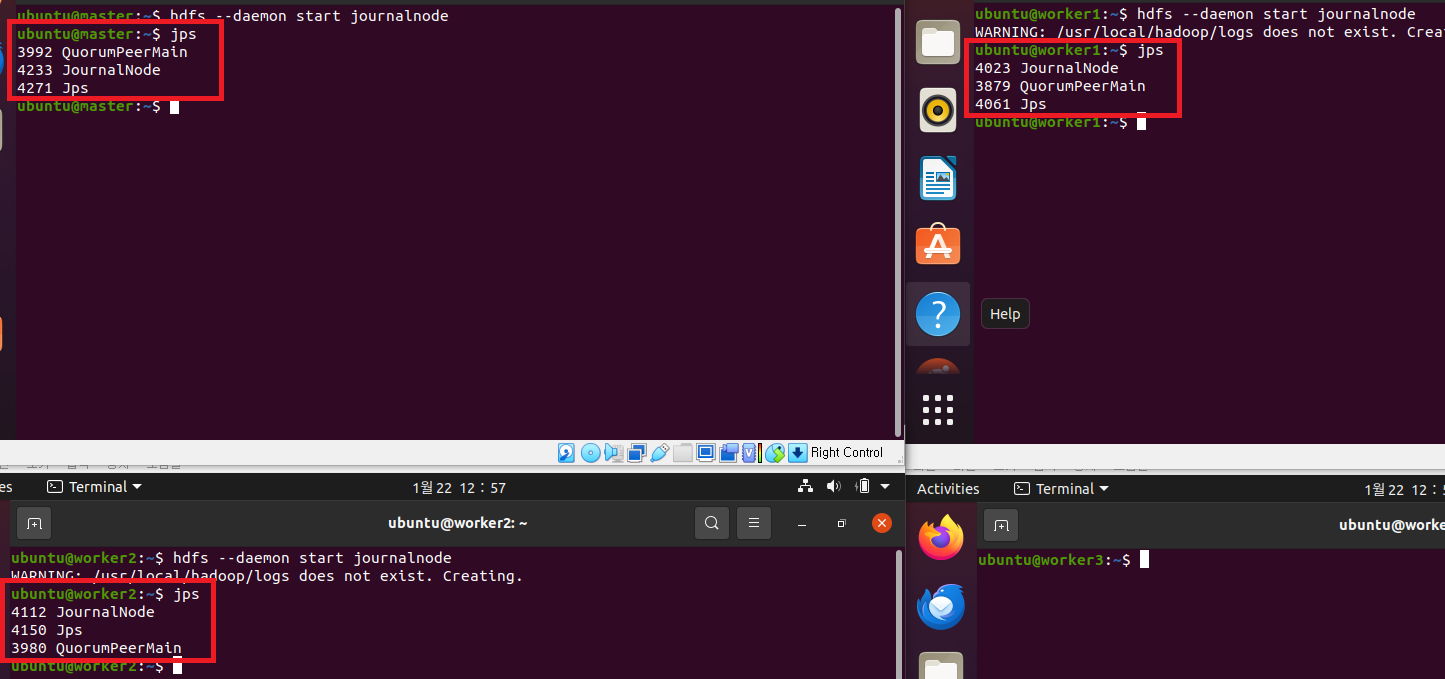 ubuntu@master:~$ hdfs --daemon start journalnode
ubuntu@master:~$ jps
3992 QuorumPeerMain
4233 JournalNode
4271 Jps
ubuntu@master:~$
Right Control
ubuntu@worker1:~$ hdfs --daemon start journalnode
WARNING: /usr/local/hadoop/logs does not exist. Creat
ubuntu@worker1:~$ jps
4023 JournalNode
3879 QuorumPeerMain
4061 Jps
ubuntu@worker1:~$
Help
es Terminal 1월 22 12 : 57
ubuntu@worker2: ~
ubuntu@worker2:~$ hdfs --daemon start journalnode
WARNING: /usr/local/hadoop/logs does not exist. Creating.
ubuntu@worker2:~$ jps
4112 JournalNode
4150 Jps
3980 QuorumPeerMain
ubuntu@worker2:~$
Activities Terminal 1월 22 12 :
ubuntu@worke
ubuntu@worker3:~$